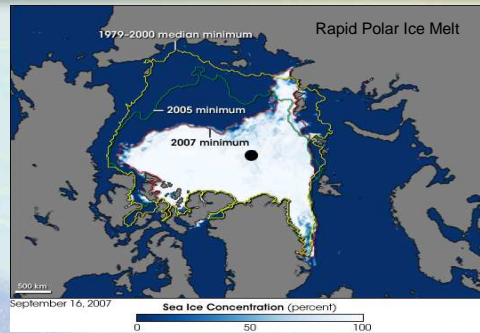 Rapid Polar Ice Melt
1979–2000 median minimum
2005 minimum
2007 minimum
500 km
September 16, 2007
Sea Ice Concentration (percent)
0 50 100